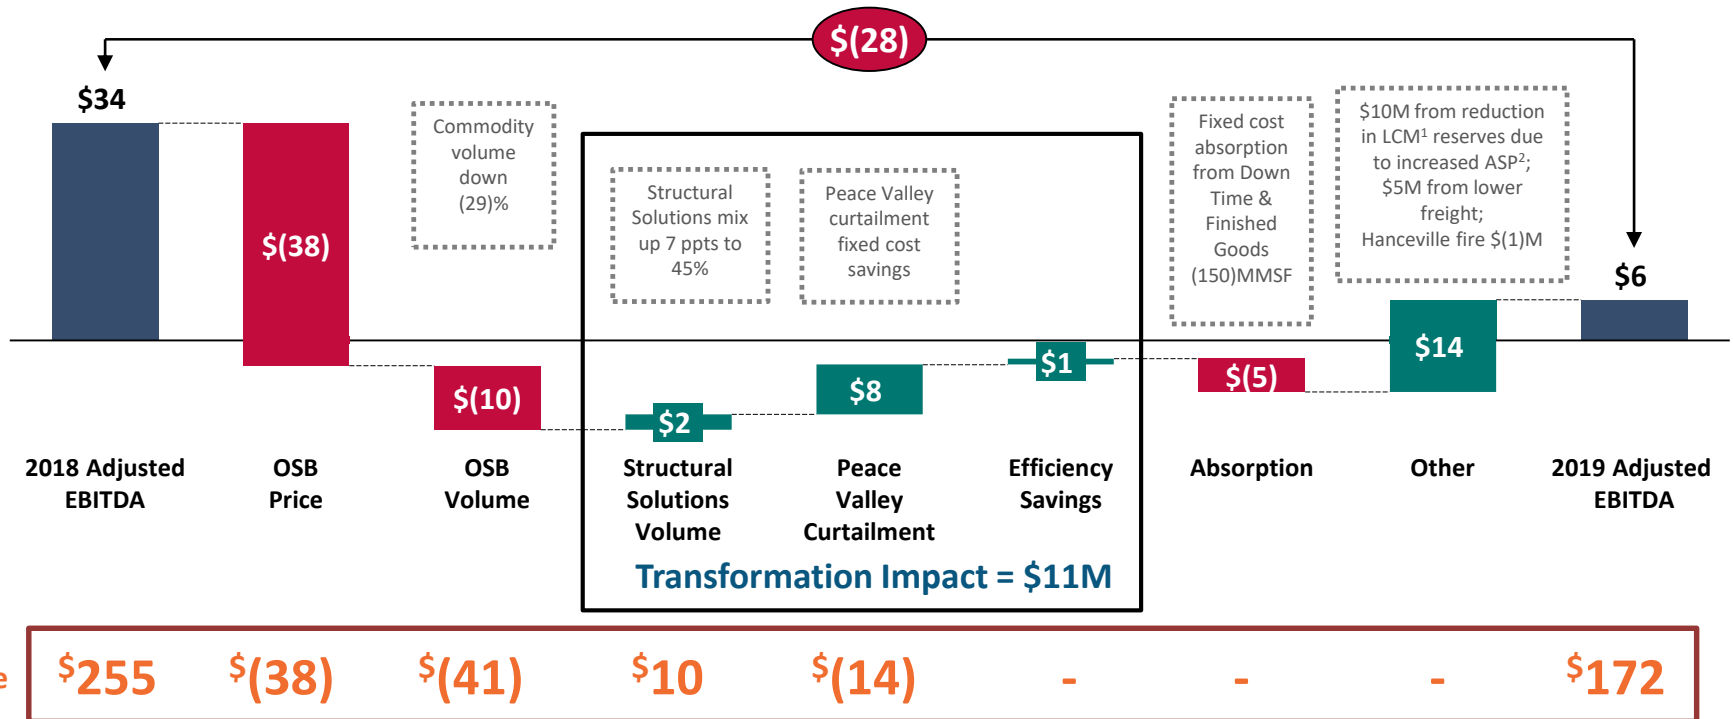 $(28)
$34
$(38)
Commodity
volume
down
(29)%
$(10)
Structural
Solutions mix
up 7 ppts to
45%
$2
Peace Valley
curtailment
fixed cost
savings
$8
$1
Fixed cost
absorption
from Down
Time &
Finished
Goods
(150)MMSF
$(5)
$10M from reduction
in LCM¹ reserves due
to increased ASP²;
$5M from lower
freight;
Hanceville fire $(1)M
$14
$6
2018 Adjusted
EBITDA
OSB
Price
OSB
Volume
Structural
Solutions
Volume
Peace
Valley
Curtailment
Efficiency
Savings
Absorption
Other
2019 Adjusted
EBITDA
Transformation Impact = $11M
e
$255
$(38)
$(41)
$10
$(14)
-
-
-
$172